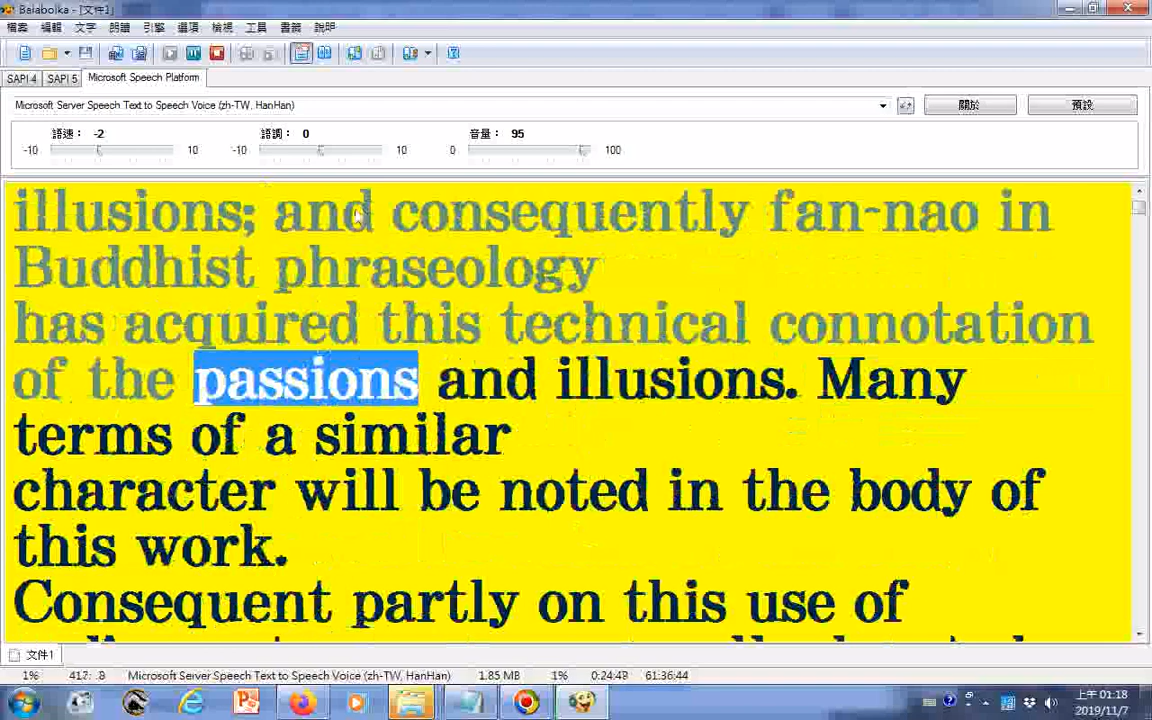 Balabolka - [文件1]
檔案 編輯 文字 朗讀 引擎 選項 檢視 工具 書籤 說明
SAPI 4 SAPI 5 Microsoft Speech Platform
Microsoft Server Speech Text to Speech Voice (zh-TW, HanHan) 關於 預設
語速： -2 語調： 0 音量： 95
-10 10 -10 10 0 100
illusions; and consequently fan-nao in
Buddhist phraseology
has acquired this technical connotation
of the passions and illusions. Many
terms of a similar
character will be noted in the body of
this work.
Consequent partly on this use of
文件1
1% Microsoft Server Speech Text to Speech Voice (zh-TW, HanHan) 1.85 MB 1% 0:24:43 61:36:44
上午 01:18
2019/11/7